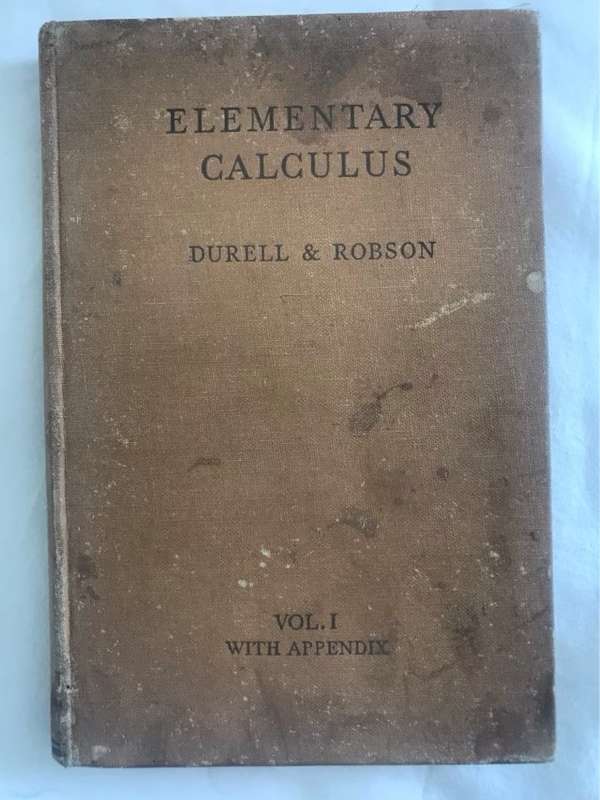 ELEMENTARY
CALCULUS
DURELL & ROBSON
VOL. I
WITH APPENDIX